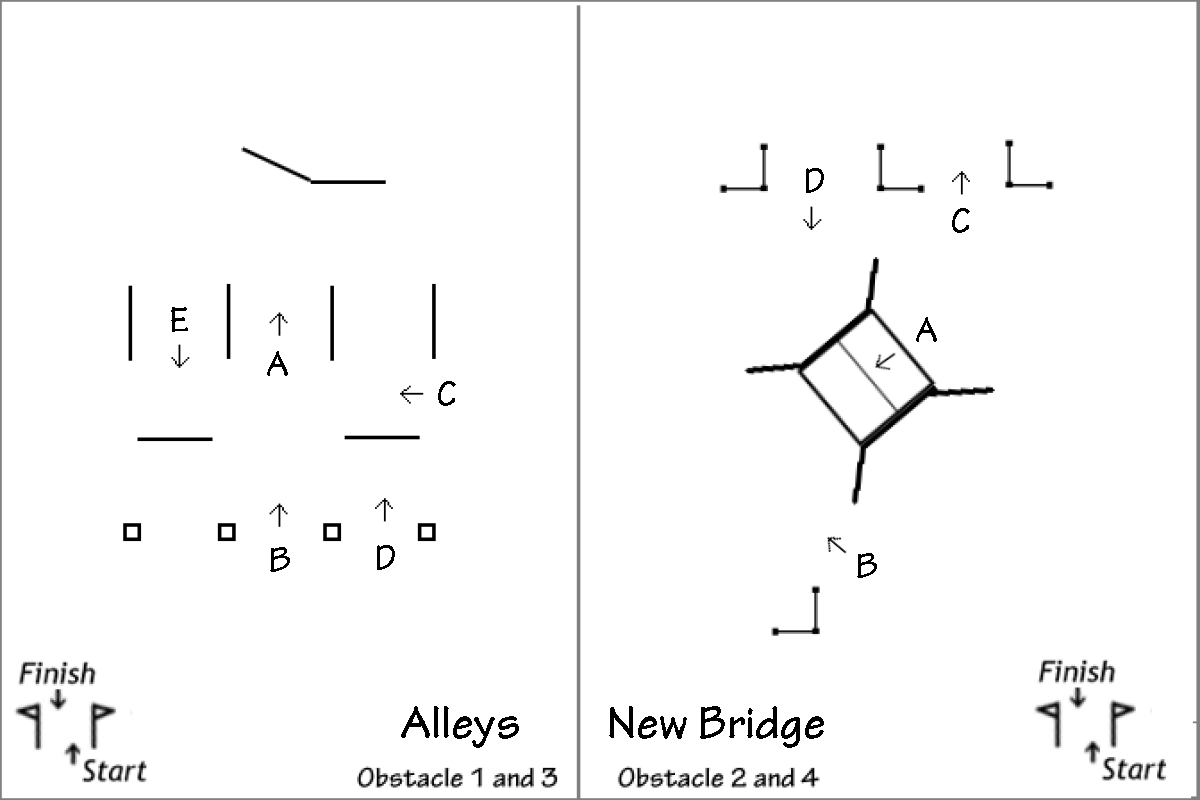 E
A
C
B
D
Finish
Start
Alleys
Obstacle 1 and 3
D
C
A
B
Finish
Start
New Bridge
Obstacle 2 and 4